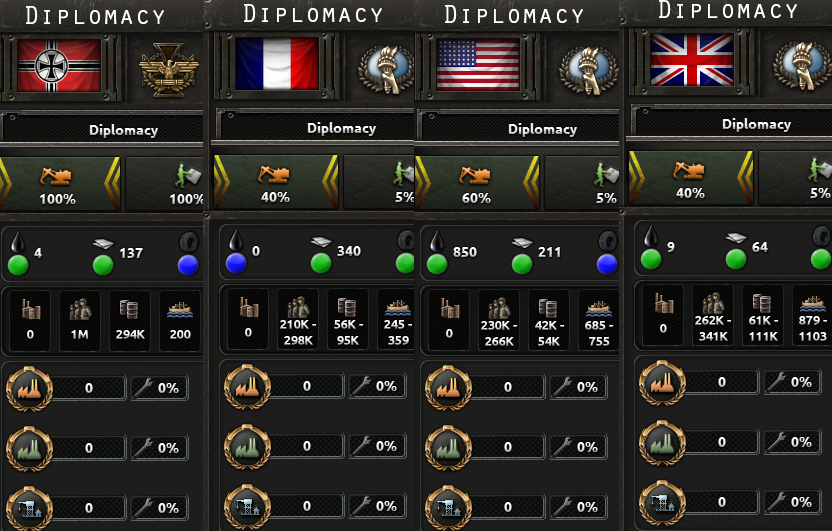 DIPLOMACY
Diplomacy
100%
100%
4
137
0
1M
294K
200
0
0%
0
0%
0
0%
DIPLOMACY
Diplomacy
40%
5%
0
340
0
210K -
298K
56K -
95K
245 -
359
0
0%
0
0%
0
0%
DIPLOMACY
Diplomacy
60%
5%
850
211
0
230K -
266K
42K -
54K
685 -
755
0
0%
0
0%
0
0%
DIPLOMACY
Diplomacy
40%
5%
9
64
0
262K -
341K
61K -
111K
879 -
1103
0
0%
0
0%
0
0%